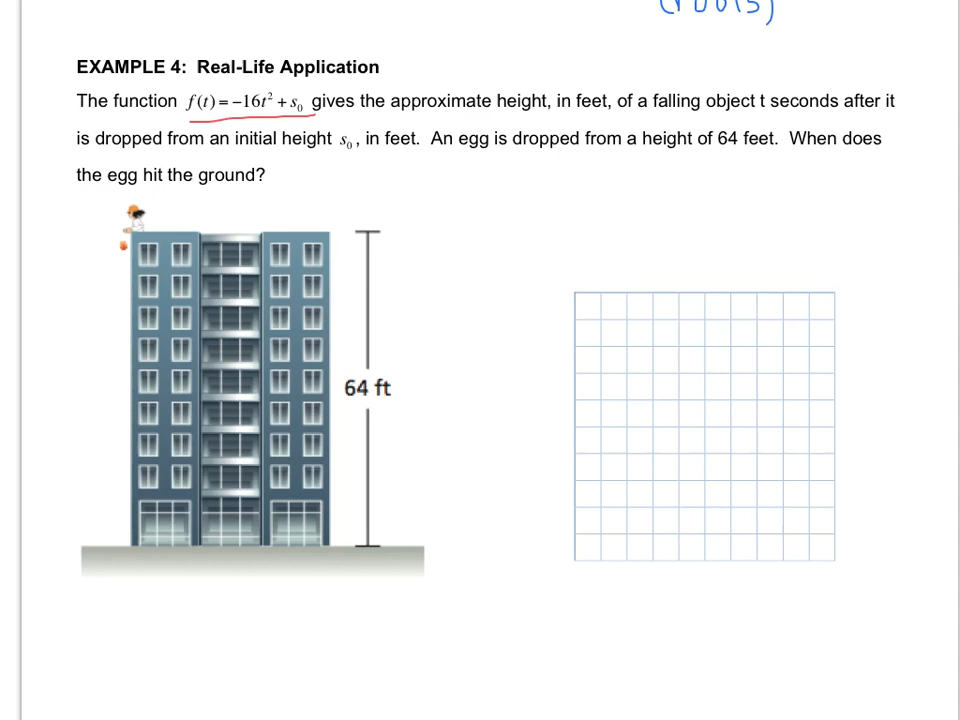 (roots)
EXAMPLE 4: Real-Life Application
The function f(t) = −16t² + s₀ gives the approximate height, in feet, of a falling object t seconds after it
is dropped from an initial height s₀, in feet. An egg is dropped from a height of 64 feet. When does
the egg hit the ground?
64 ft